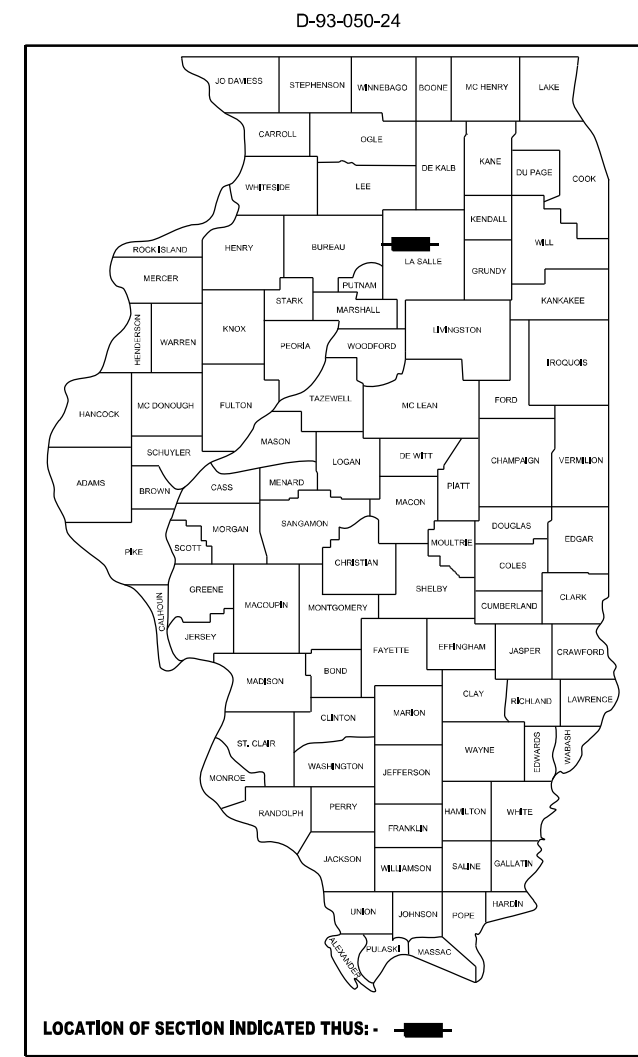 D-93-050-24
JO DAVIESS STEPHENSON WINNEBAGO BOONE MC HENRY LAKE
CARROLL OGLE
DE KALB KANE DU PAGE COOK
WHITESIDE LEE
KENDALL
ROCK ISLAND HENRY BUREAU LA SALLE WILL
MERCER PUTNAM GRUNDY
STARK MARSHALL KANKAKEE
HENDERSON WARREN KNOX PEORIA WOODFORD LIVINGSTON
IROQUOIS
HANCOCK MC DONOUGH FULTON TAZEWELL MC LEAN FORD
MASON
SCHUYLER LOGAN DE WITT CHAMPAIGN VERMILION
ADAMS BROWN CASS MENARD PIATT
MACON
PIKE SCOTT MORGAN SANGAMON MOULTRIE DOUGLAS EDGAR
CHRISTIAN COLES
CALHOUN GREENE MACOUPIN MONTGOMERY SHELBY CUMBERLAND CLARK
JERSEY
FAYETTE EFFINGHAM JASPER CRAWFORD
MADISON BOND
CLAY RICHLAND LAWRENCE
CLINTON MARION
ST. CLAIR WAYNE EDWARDS WABASH
MONROE WASHINGTON JEFFERSON
RANDOLPH PERRY HAMILTON WHITE
FRANKLIN
JACKSON WILLIAMSON SALINE GALLATIN
UNION JOHNSON POPE HARDIN
ALEXANDER PULASKI MASSAC
LOCATION OF SECTION INDICATED THUS: -